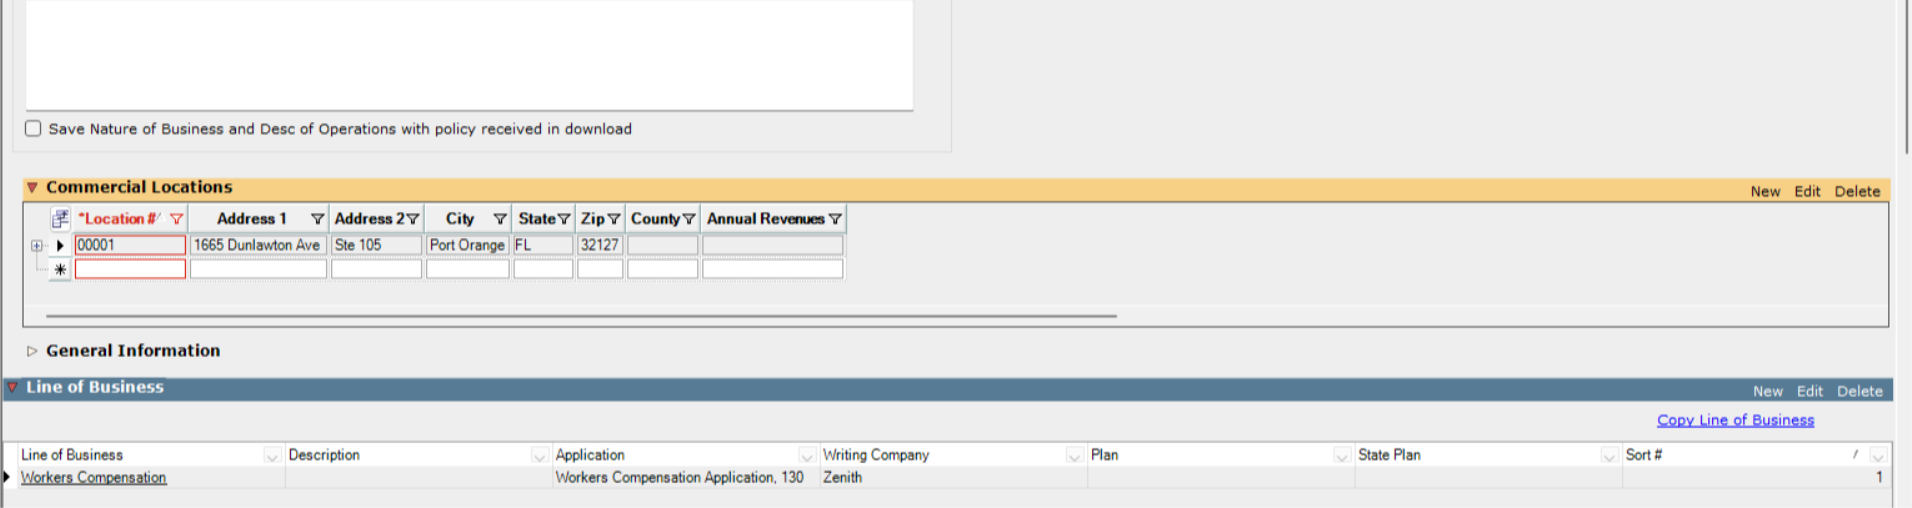 Save Nature of Business and Desc of Operations with policy received in download
Commercial Locations New Edit Delete
*Location # Address 1 Address 2 City State Zip County Annual Revenues
00001 1665 Dunlawton Ave Ste 105 Port Orange FL 32127
General Information
Line of Business New Edit Delete
Copy Line of Business
Line of Business Description Application Writing Company Plan State Plan Sort #
Workers Compensation Workers Compensation Application, 130 Zenith 1